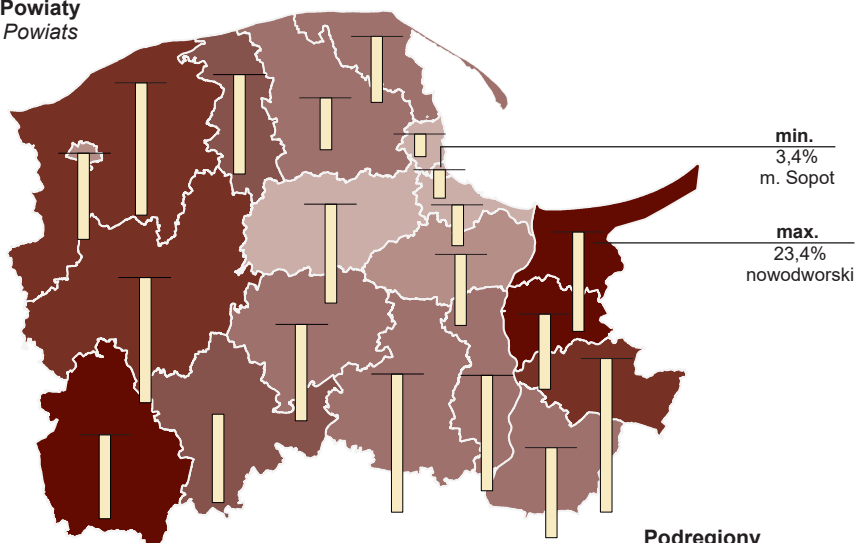 Powiaty
Powiats
min.
3,4%
m. Sopot
max.
23,4%
nowodworski
Podregiony